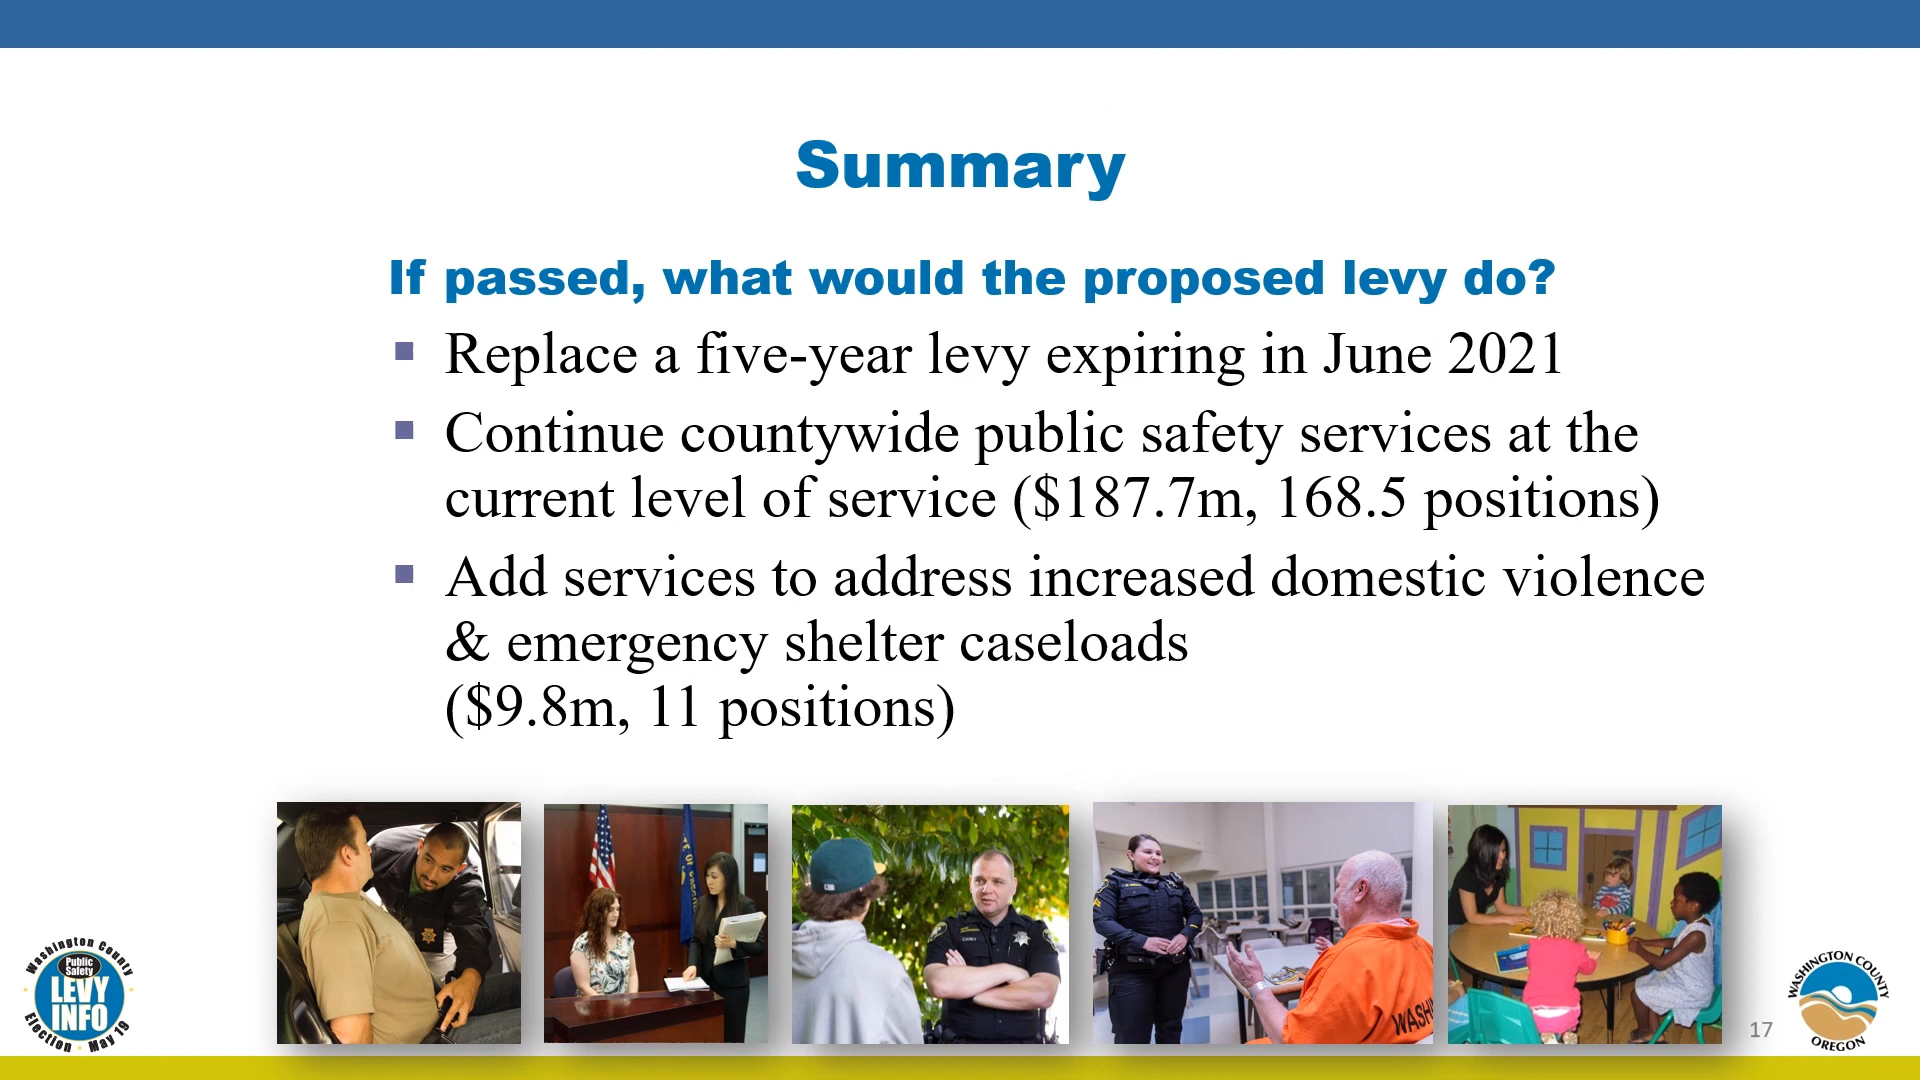 Summary
If passed, what would the proposed levy do?
▪ Replace a five-year levy expiring in June 2021
▪ Continue countywide public safety services at the
current level of service ($187.7m, 168.5 positions)
▪ Add services to address increased domestic violence
& emergency shelter caseloads
($9.8m, 11 positions)
WASH
Washington County
Public
Safety
LEVY
INFO
Election • May 19
17
WASHINGTON COUNTY
OREGON